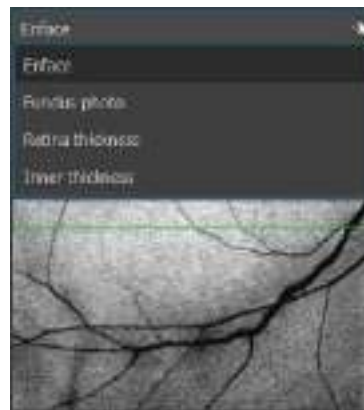 Enface
Enface
Fundus photo
Retina thickness
Inner thickness